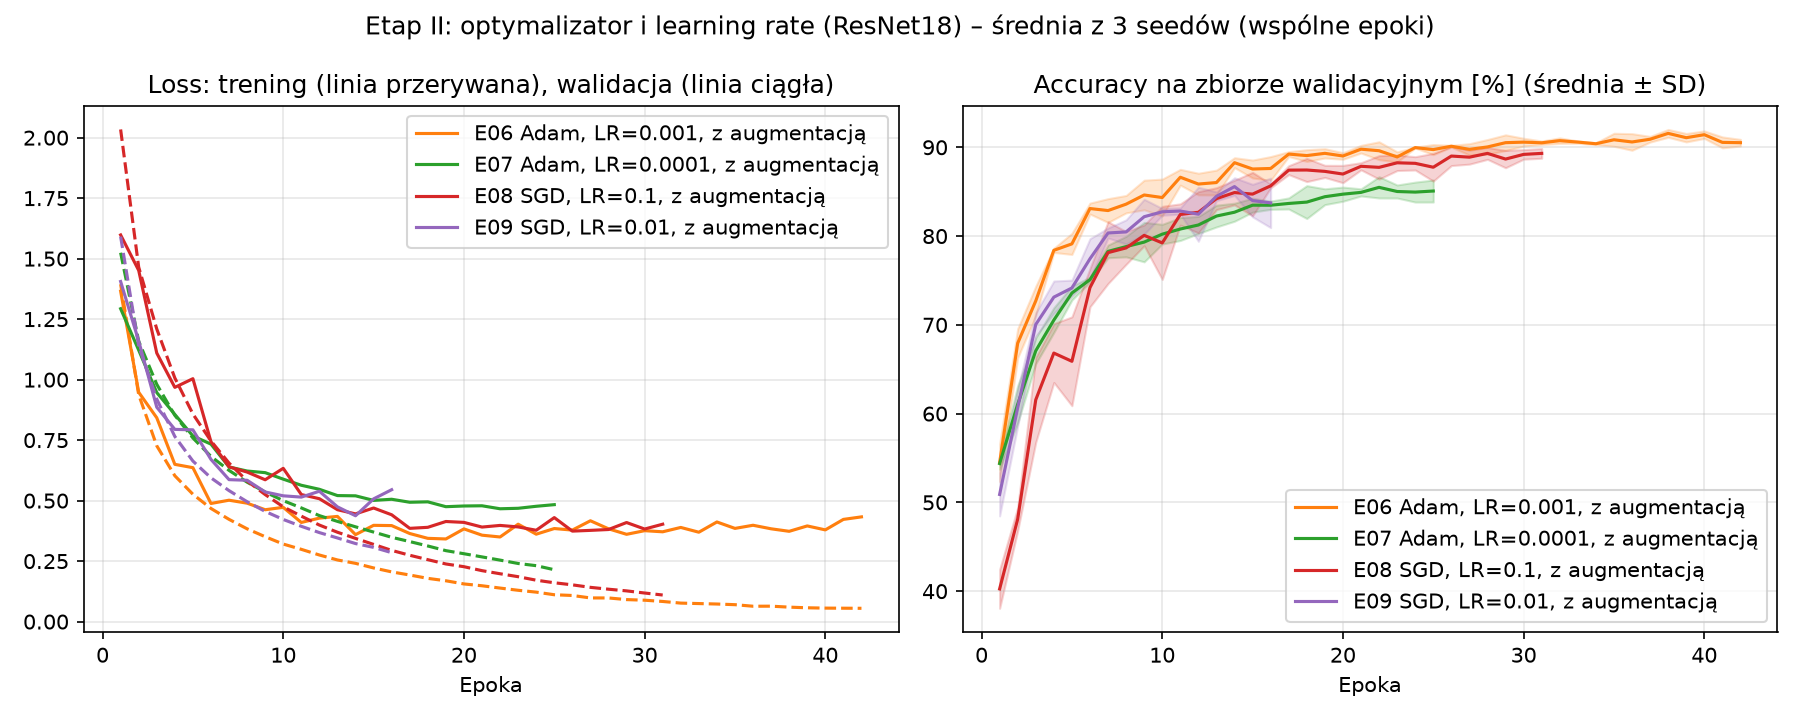 Etap II: optymalizator i learning rate (ResNet18) – średnia z 3 seedów (wspólne epoki)
Loss: trening (linia przerywana), walidacja (linia ciągła)
2.00
1.75
1.50
1.25
1.00
0.75
0.50
0.25
0.00
0
10
20
30
40
Epoka
E06 Adam, LR=0.001, z augmentacją
E07 Adam, LR=0.0001, z augmentacją
E08 SGD, LR=0.1, z augmentacją
E09 SGD, LR=0.01, z augmentacją
Accuracy na zbiorze walidacyjnym [%] (średnia ± SD)
90
80
70
60
50
40
0
10
20
30
40
Epoka
E06 Adam, LR=0.001, z augmentacją
E07 Adam, LR=0.0001, z augmentacją
E08 SGD, LR=0.1, z augmentacją
E09 SGD, LR=0.01, z augmentacją